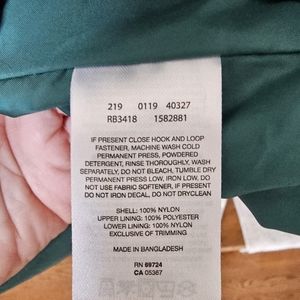 219 0119 40327
RB3418 1582881
IF PRESENT CLOSE HOOK AND LOOP
FASTENER, MACHINE WASH COLD
PERMANENT PRESS, POWDERED
DETERGENT, RINSE THOROUGHLY, WASH
SEPARATELY, DO NOT BLEACH, TUMBLE DRY
PERMANENT PRESS LOW, IRON LOW, DO
NOT USE FABRIC SOFTENER, IF PRESENT
DO NOT IRON DECAL, DO NOT DRYCLEAN
SHELL: 100% NYLON
UPPER LINING: 100% POLYESTER
LOWER LINING: 100% NYLON
EXCLUSIVE OF TRIMMING
MADE IN BANGLADESH
RN 69724
CA 05367